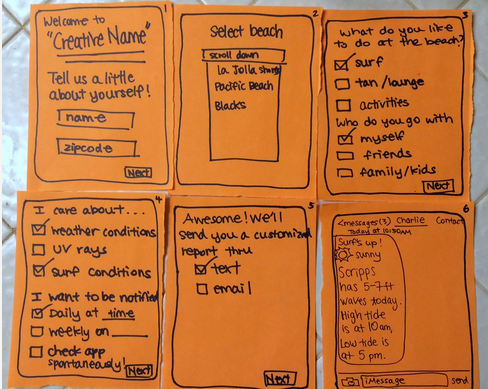 1
Welcome to
"Creative Name"
Tell us a little
about yourself!
name
zipcode
Next
2
Select beach
scroll down
La Jolla Shores
Pacific Beach
Blacks
3
What do you like
to do at the beach?
surf
tan/lounge
activities
Who do you go with
myself
friends
family/kids
Next
4
I care about...
weather conditions
UV rays
surf conditions
I want to be notified
Daily at time
weekly on
check app
spontaneously!
Next
5
Awesome! We'll
send you a customized
report thru
text
email
Next
6
<messages(3) Charlie Contact
Today at 10:30AM
Surf's up!
sunny
Scripps
has 5-7ft
waves today.
High tide
is at 10am,
Low tide is
at 5 pm.
iMessage send